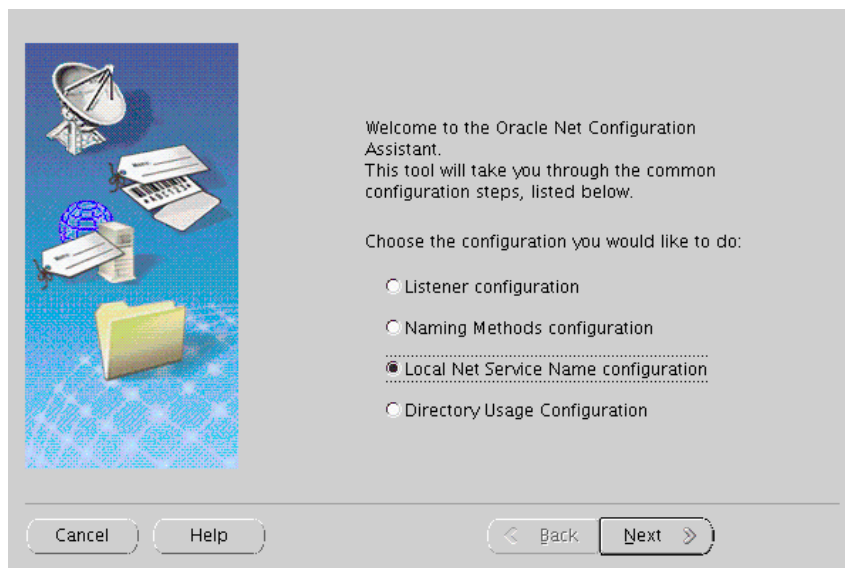 Welcome to the Oracle Net Configuration
Assistant.
This tool will take you through the common
configuration steps, listed below.
Choose the configuration you would like to do:
Listener configuration
Naming Methods configuration
Local Net Service Name configuration
Directory Usage Configuration
Cancel
Help
Back
Next